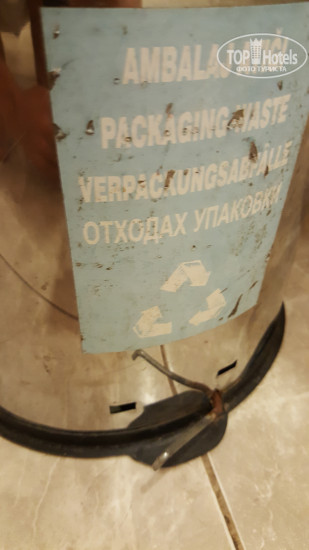 TOP Hotels
ФОТО ТУРИСТА
PACKAGING WASTE
VERPACKUNGSABFÄLLE
ОТХОДАХ УПАКОВКИ